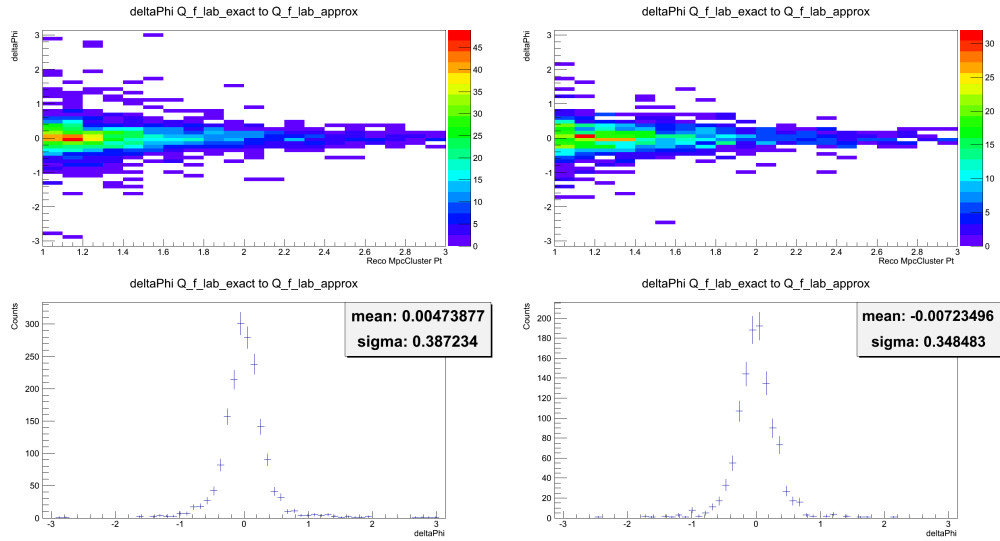 deltaPhi Q_f_lab_exact to Q_f_lab_approx
deltaPhi
3
2
1
0
-1
-2
-3
1 1.2 1.4 1.6 1.8 2 2.2 2.4 2.6 2.8 3
Reco MpcCluster Pt
45
40
35
30
25
20
15
10
5
0
deltaPhi Q_f_lab_exact to Q_f_lab_approx
deltaPhi
3
2
1
0
-1
-2
-3
1 1.2 1.4 1.6 1.8 2 2.2 2.4 2.6 2.8 3
Reco MpcCluster Pt
30
25
20
15
10
5
0
deltaPhi Q_f_lab_exact to Q_f_lab_approx
Counts
300
250
200
150
100
50
0
-3 -2 -1 0 1 2 3
deltaPhi
mean: 0.00473877
sigma: 0.387234
deltaPhi Q_f_lab_exact to Q_f_lab_approx
Counts
200
180
160
140
120
100
80
60
40
20
0
-3 -2 -1 0 1 2 3
deltaPhi
mean: -0.00723496
sigma: 0.348483